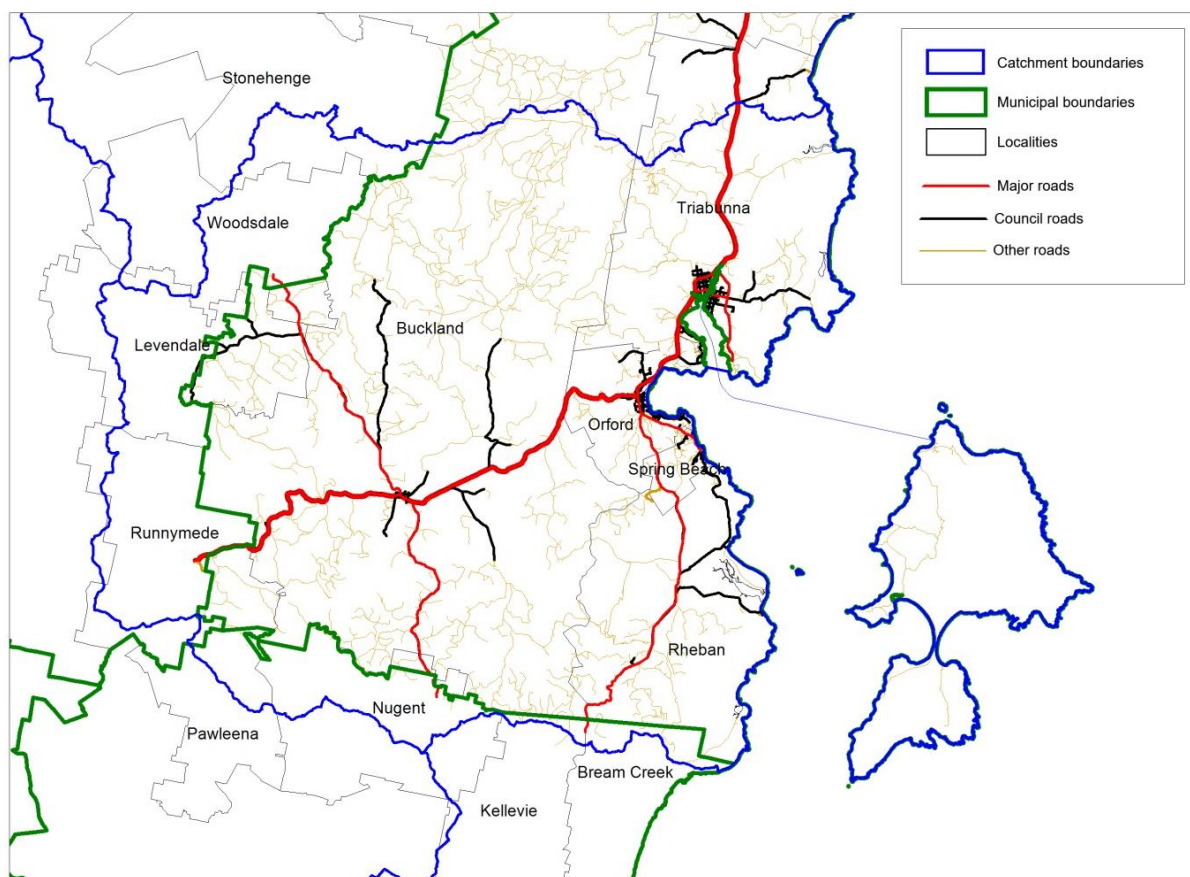 Stonehenge
Catchment boundaries
Municipal boundaries
Localities
Major roads
Council roads
Other roads
Triabunna
Woodsdale
Buckland
Levendale
Orford
Spring Beach
Runnymede
Rheban
Nugent
Pawleena
Bream Creek
Kellevie